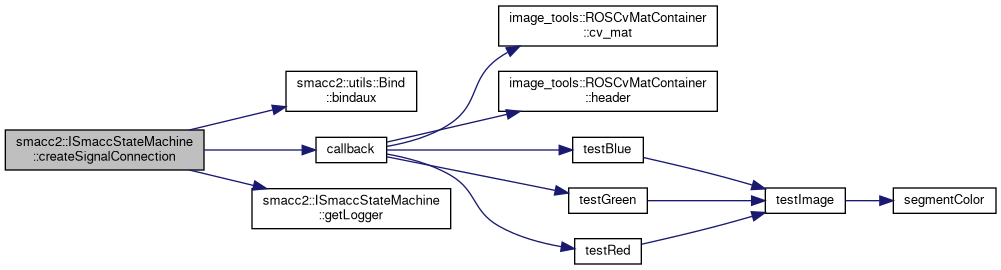 smacc2::ISmaccStateMachine
::createSignalConnection
smacc2::utils::Bind
::bindaux
callback
smacc2::ISmaccStateMachine
::getLogger
image_tools::ROSCvMatContainer
::cv_mat
image_tools::ROSCvMatContainer
::header
testBlue
testGreen
testRed
testImage
segmentColor